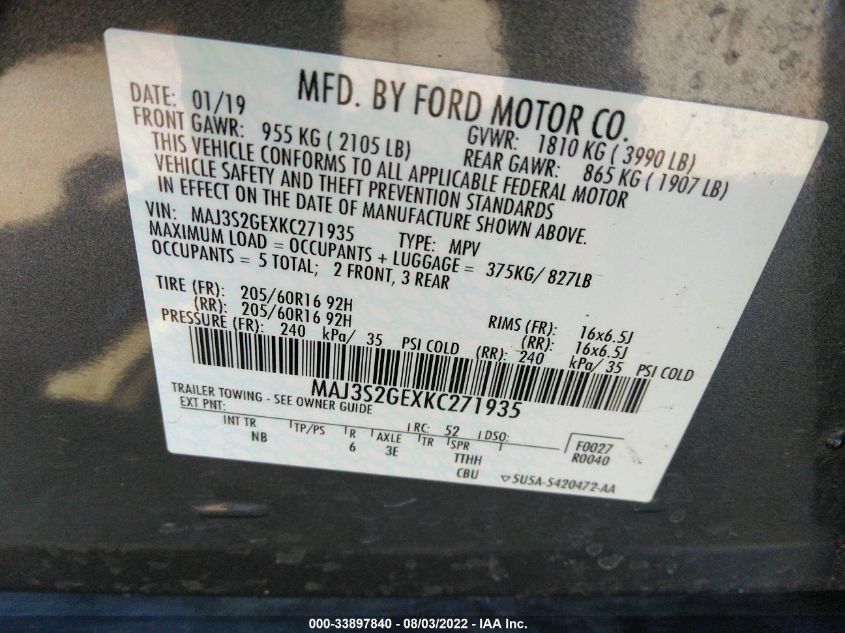 MFD. BY FORD MOTOR CO.
DATE: 01/19
GVWR: 1810 KG ( 3990 LB)
FRONT GAWR: 955 KG ( 2105 LB)
REAR GAWR: 865 KG ( 1907 LB)
THIS VEHICLE CONFORMS TO ALL APPLICABLE FEDERAL MOTOR
VEHICLE SAFETY AND THEFT PREVENTION STANDARDS
IN EFFECT ON THE DATE OF MANUFACTURE SHOWN ABOVE.
VIN: MAJ3S2GEXKC271935 TYPE: MPV
MAXIMUM LOAD = OCCUPANTS + LUGGAGE = 375KG/ 827LB
OCCUPANTS = 5 TOTAL; 2 FRONT, 3 REAR
TIRE (FR): 205/60R16 92H RIMS (FR): 16x6.5J
(RR): 205/60R16 92H (RR): 16x6.5J
PRESSURE (FR): 240 kPa/ 35 PSI COLD (RR): 240 kPa/ 35 PSI COLD
MAJ3S2GEXKC271935
TRAILER TOWING - SEE OWNER GUIDE
EXT PNT: RC: 52 DSO:
INT TR TP/PS R AXLE TR SPR
NB 6 3E TTHH
CBU
F0027
R0040
5U5A-5420472-AA
000-33897840 - 08/03/2022 - IAA Inc.